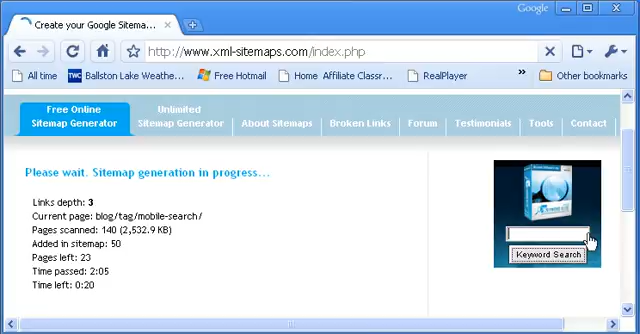 Google
Create your Google Sitema...
http://www.xml-sitemaps.com/index.php
All time
Ballston Lake Weathe...
Free Hotmail
Home Affiliate Classr...
RealPlayer
»
Other bookmarks
Free Online
Sitemap Generator
Unlimited
Sitemap Generator
About Sitemaps
Broken Links
Forum
Testimonials
Tools
Contact
Please wait. Sitemap generation in progress...
Links depth: 3
Current page: blog/tag/mobile-search/
Pages scanned: 140 (2,532.9 KB)
Added in sitemap: 50
Pages left: 23
Time passed: 2:05
Time left: 0:20
Keyword Search